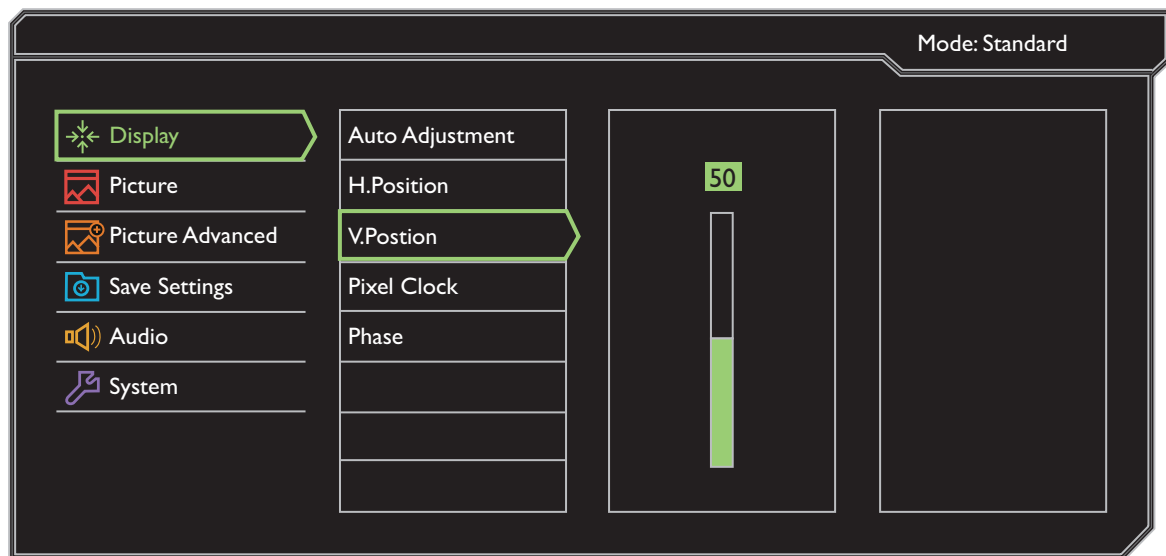 Mode: Standard
Display
Picture
Picture Advanced
Save Settings
Audio
System
Auto Adjustment
H.Position
V.Postion
Pixel Clock
Phase
50